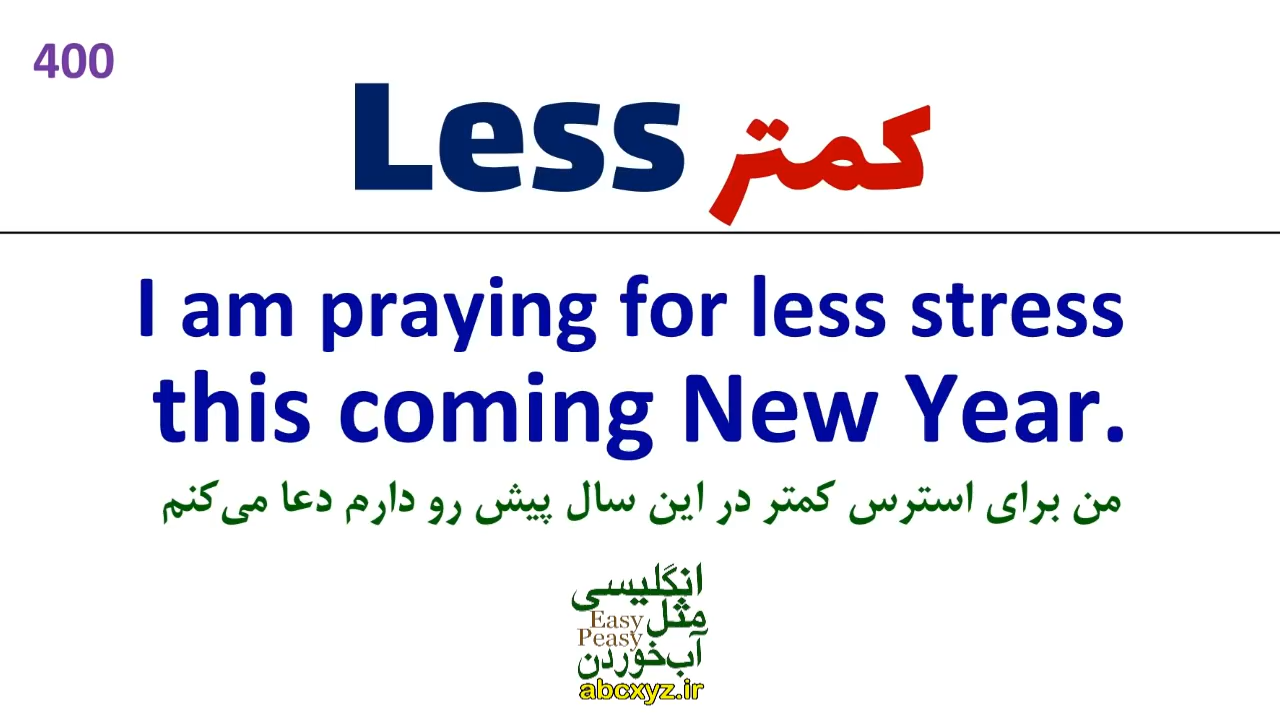 400
Less کمتر
I am praying for less stress
this coming New Year.
من برای استرس کمتر در این سال پیش رو دارم دعا می‌کنم
انگلیسی
مثل
Easy
Peasy
آب‌خوردن
abcxyz.ir